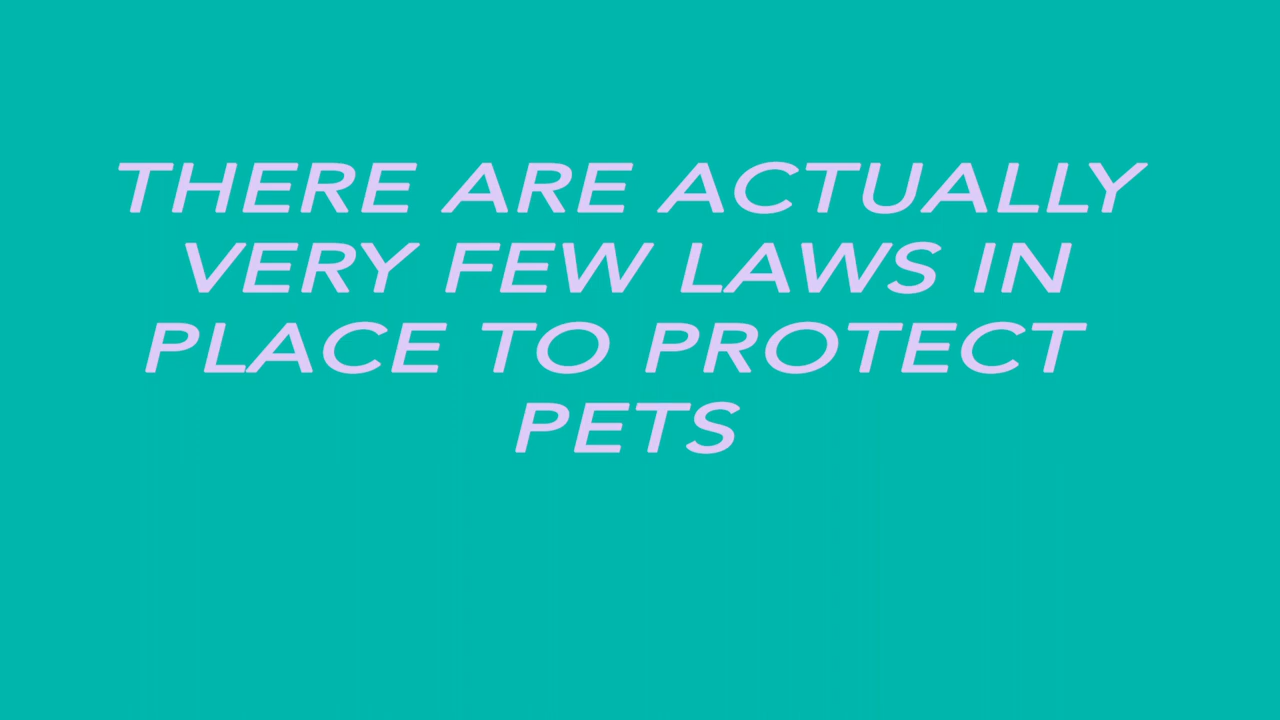 THERE ARE ACTUALLY
VERY FEW LAWS IN
PLACE TO PROTECT
PETS